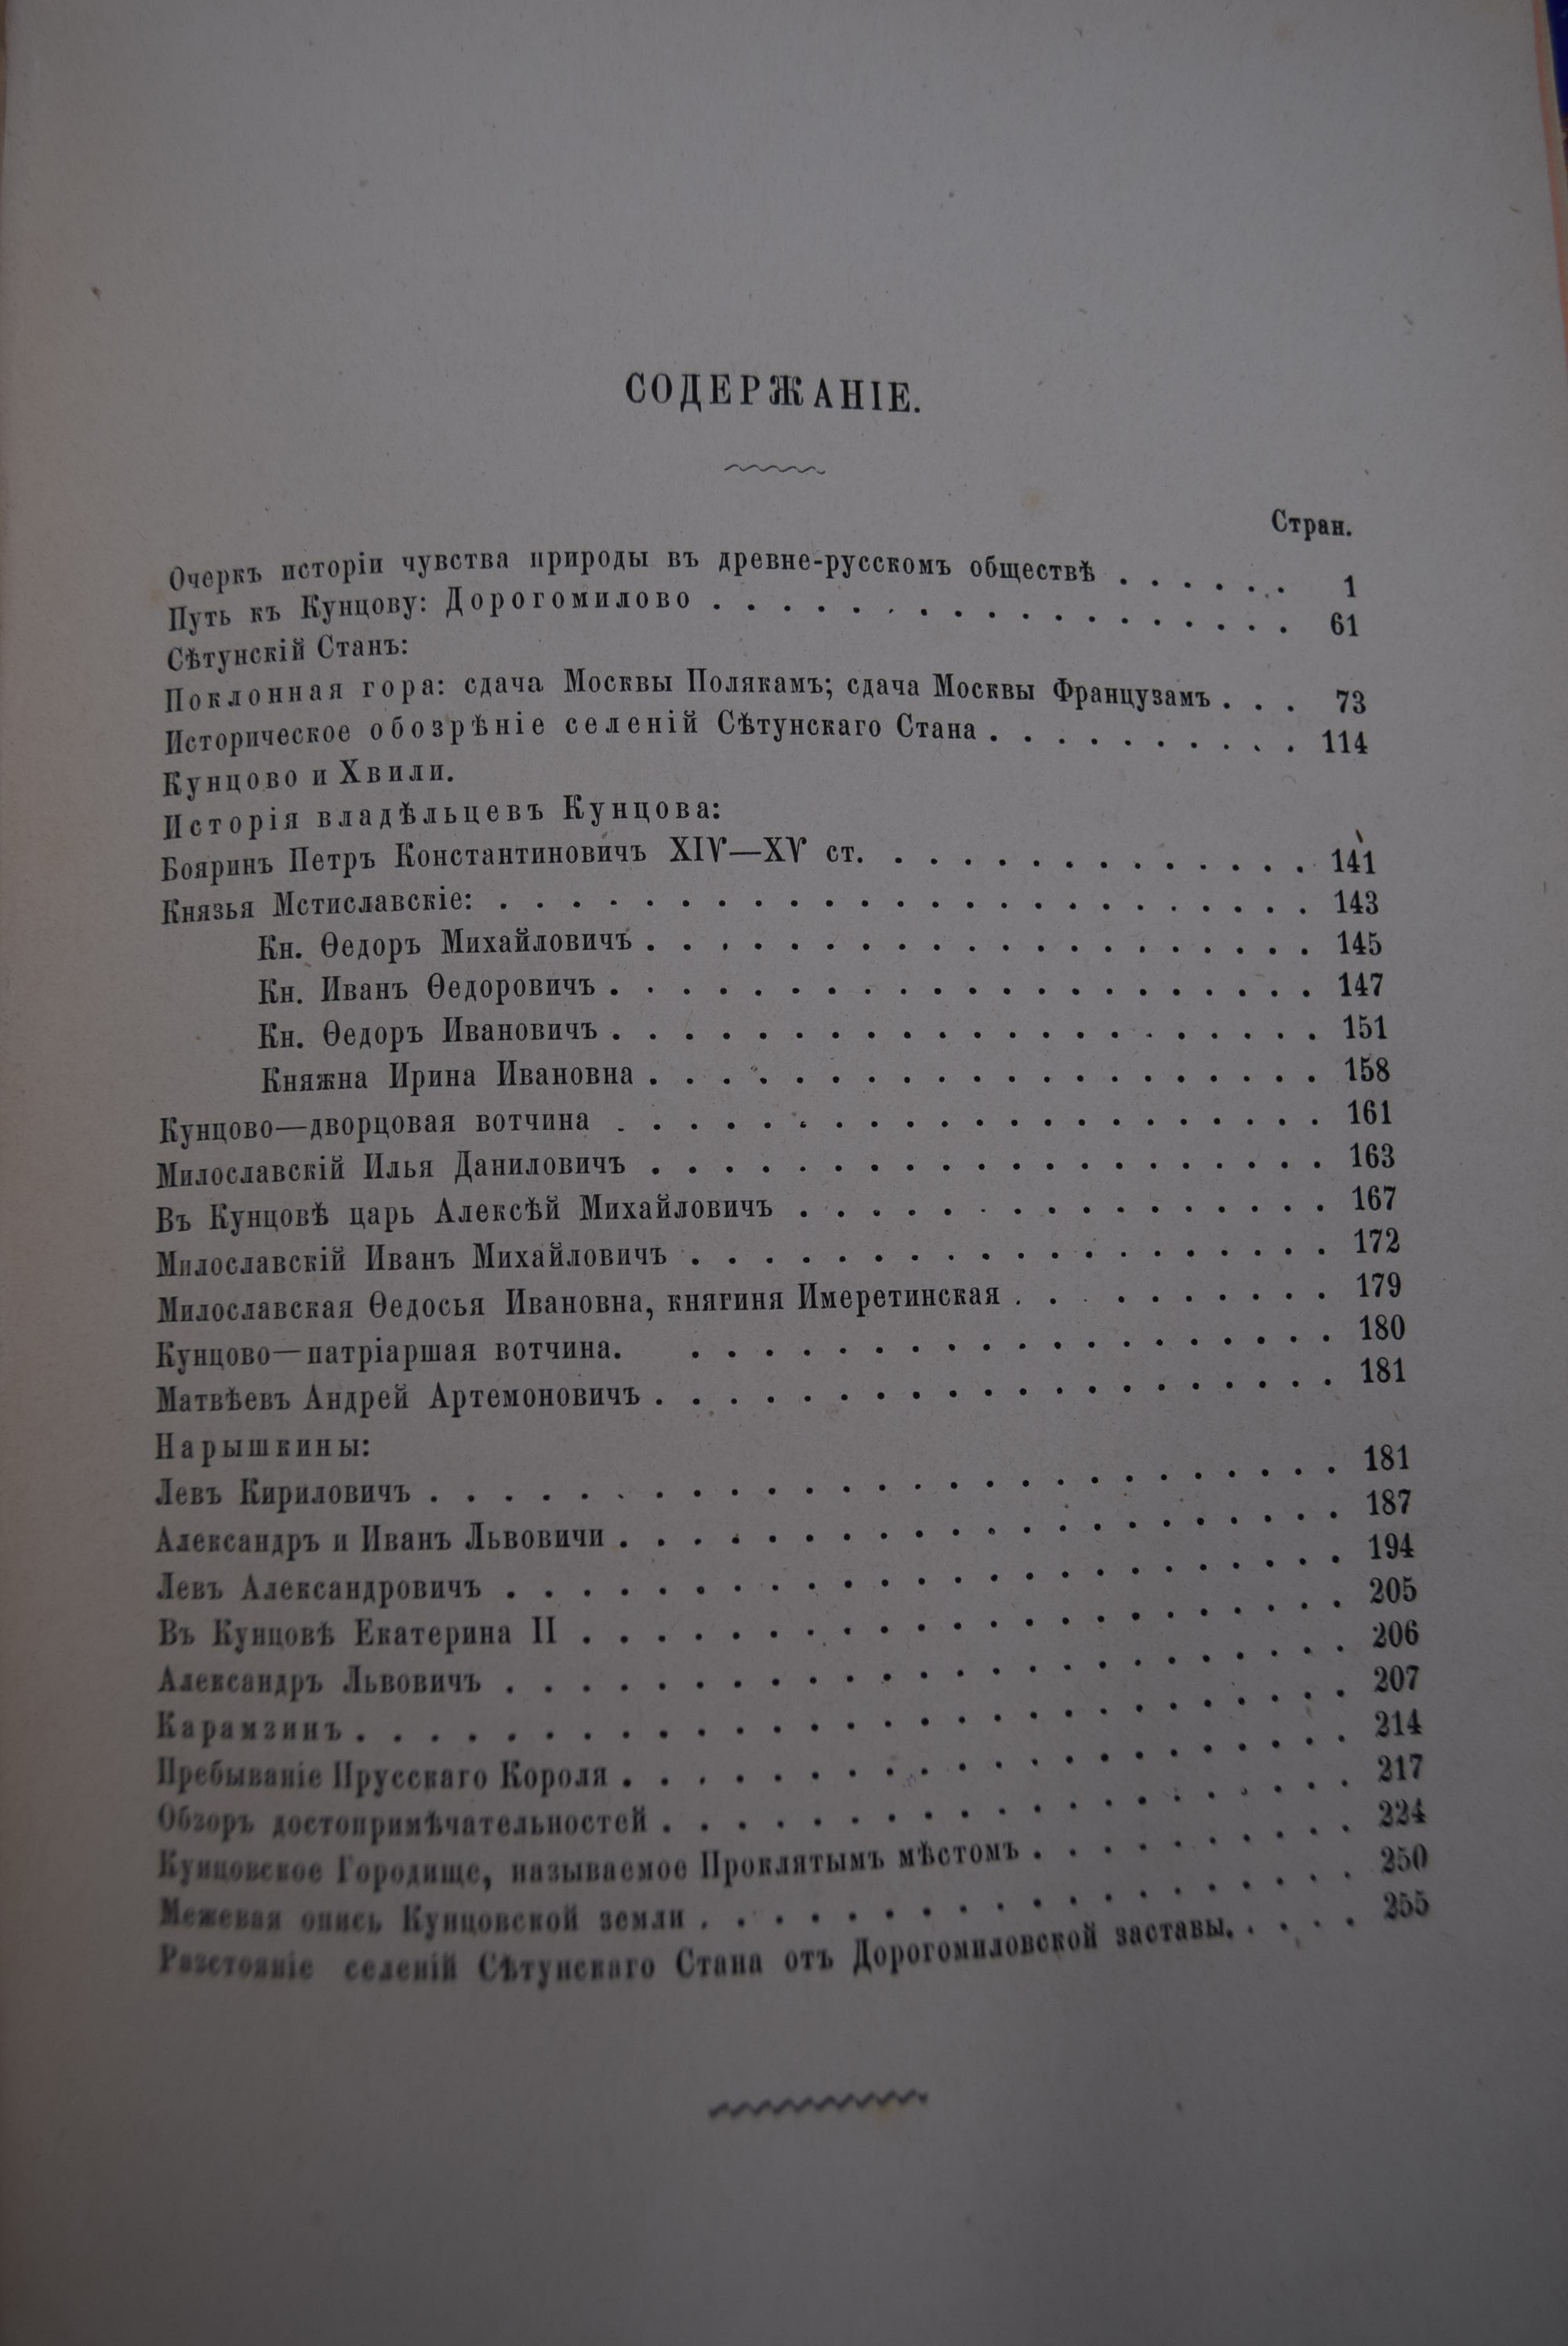 СОДЕРЖАНІЕ.
Стран.
Очеркъ исторіи чувства природы въ древне-русскомъ обществѣ . . . . . . 1
Путь къ Кунцову: Дорогомилово . . . . . . . . . . . . . . . . . 61
Сѣтунскій Станъ:
Поклонная гора: сдача Москвы Полякамъ; сдача Москвы Французамъ . . . 73
Историческое обозрѣніе селеній Сѣтунскаго Стана . . . . . . . . . . 114
Кунцово и Хвили.
Исторія владѣльцевъ Кунцова:
Бояринъ Петръ Константиновичъ XIV—XV ст. . . . . . . . . . . . . . 141
Князья Мстиславскіе: . . . . . . . . . . . . . . . . . . . . . . . 143
Кн. Ѳедоръ Михайловичъ . . . . . . . . . . . . . . . . . . . 145
Кн. Иванъ Ѳедоровичъ . . . . . . . . . . . . . . . . . . . . 147
Кн. Ѳедоръ Ивановичъ . . . . . . . . . . . . . . . . . . . . 151
Княжна Ирина Ивановна . . . . . . . . . . . . . . . . . . . 158
Кунцово—дворцовая вотчина . . . . . . . . . . . . . . . . . . . . 161
Милославскій Илья Даниловичъ . . . . . . . . . . . . . . . . . . . 163
Въ Кунцовѣ царь Алексѣй Михайловичъ . . . . . . . . . . . . . . . 167
Милославскій Иванъ Михайловичъ . . . . . . . . . . . . . . . . . . 172
Милославская Ѳедосья Ивановна, княгиня Имеретинская . . . . . . . . . 179
Кунцово—патріаршая вотчина. . . . . . . . . . . . . . . . . . . 180
Матвѣевъ Андрей Артемоновичъ . . . . . . . . . . . . . . . . . . . 181
Нарышкины:
Левъ Кириловичъ . . . . . . . . . . . . . . . . . . . . . . . . . 181
Александръ и Иванъ Львовичи . . . . . . . . . . . . . . . . . . . . 187
Левъ Александровичъ . . . . . . . . . . . . . . . . . . . . . . . 194
Въ Кунцовѣ Екатерина II . . . . . . . . . . . . . . . . . . . . . 205
Александръ Львовичъ . . . . . . . . . . . . . . . . . . . . . . . 206
Карамзинъ . . . . . . . . . . . . . . . . . . . . . . . . . . . 207
Пребываніе Прусскаго Короля . . . . . . . . . . . . . . . . . . . . 214
Обзоръ достопримѣчательностей . . . . . . . . . . . . . . . . . . . 217
Кунцовское Городище, называемое Проклятымъ мѣстомъ . . . . . . . . . 224
Межевая опись Кунцовской земли . . . . . . . . . . . . . . . . . . 250
Разстояніе селеній Сѣтунскаго Стана отъ Дорогомиловской заставы. . . . . 255